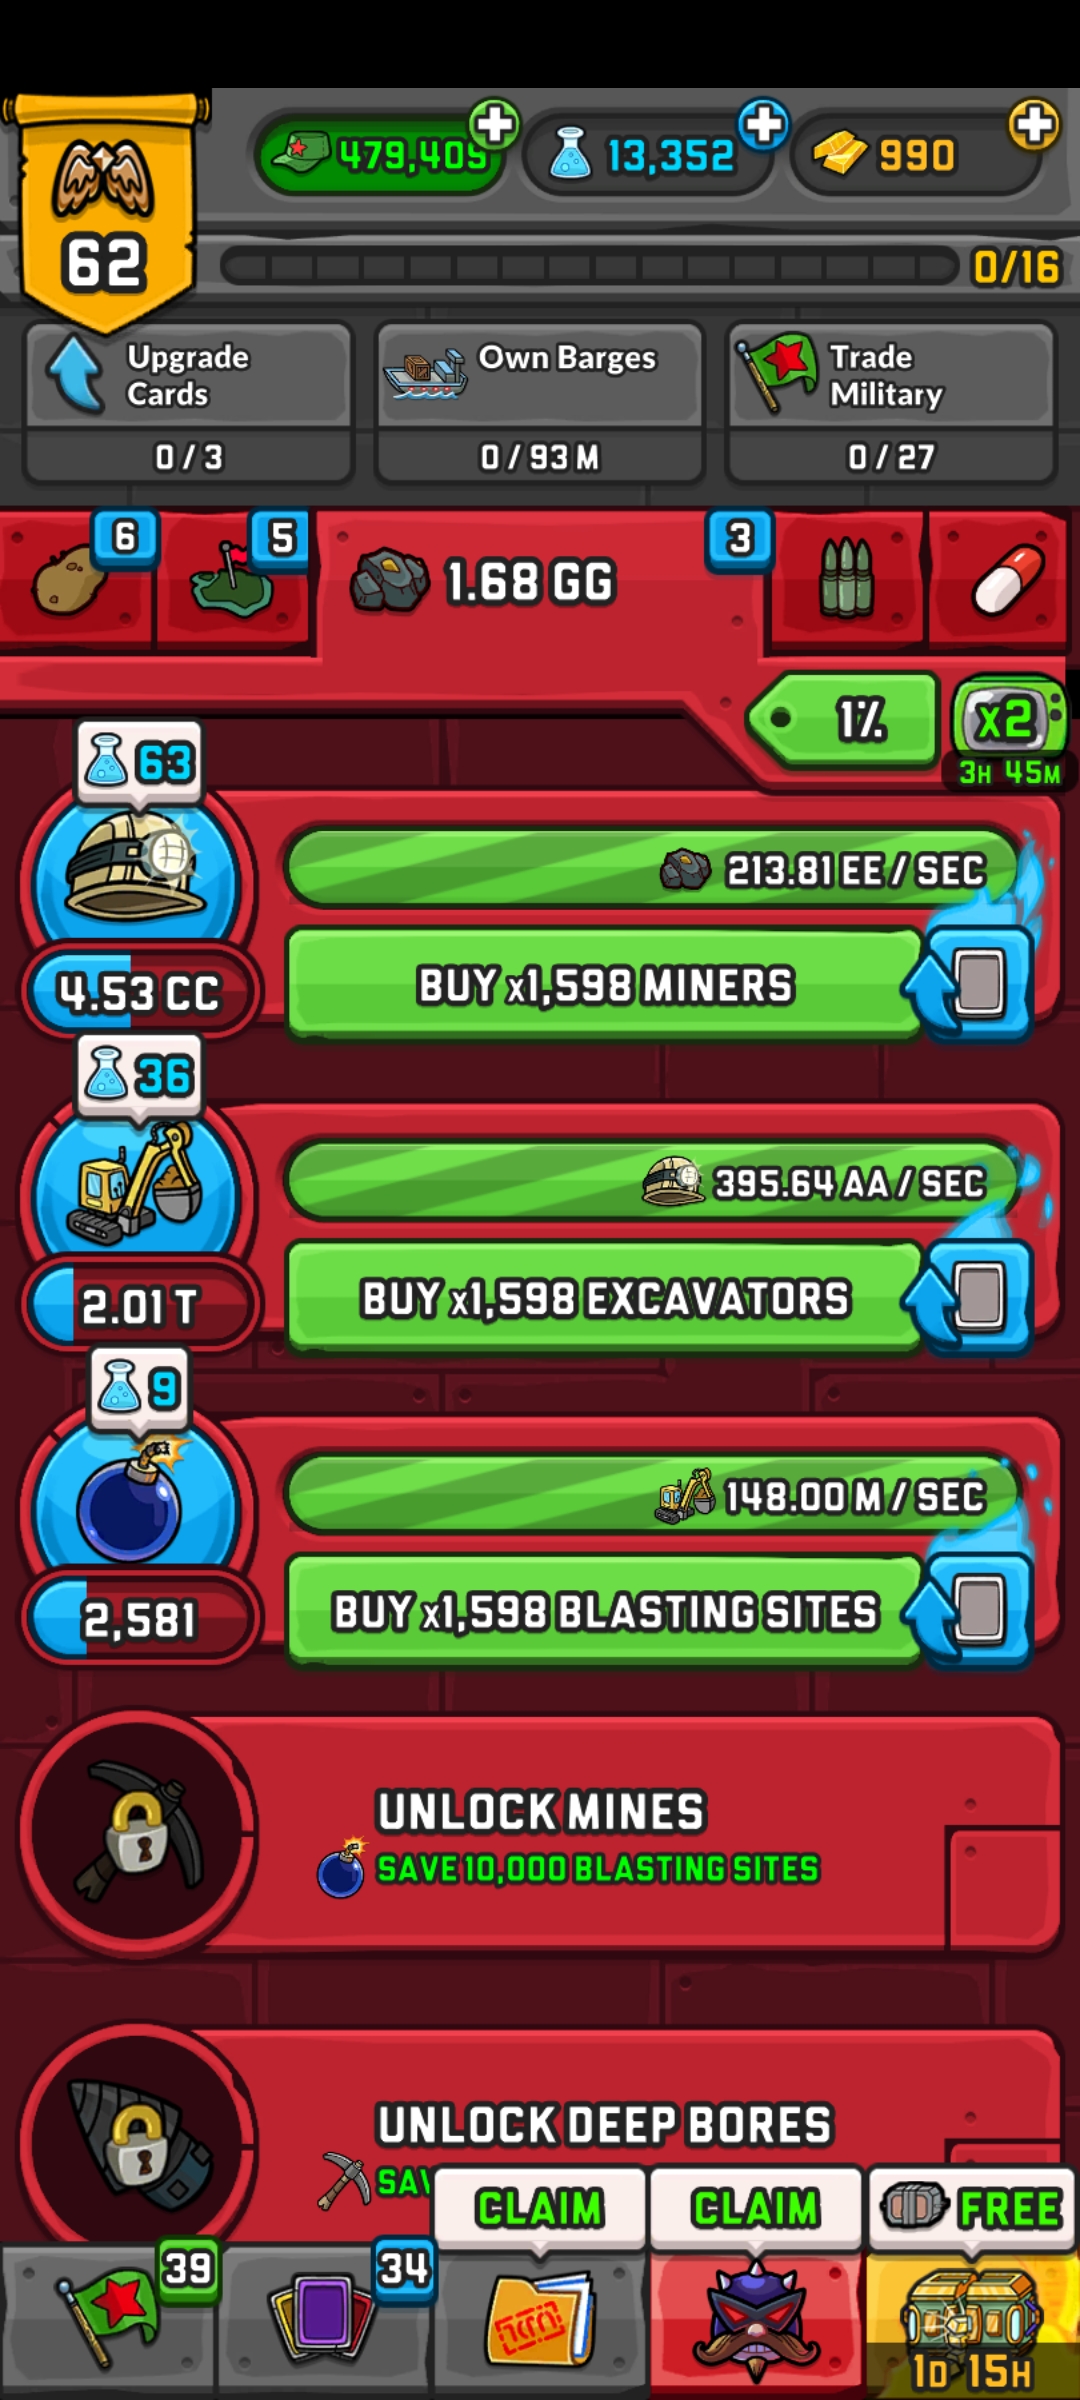 479,409
13,352
990
62
0/16
Upgrade
Cards
0 / 3
Own Barges
0 / 93 M
Trade
Military
0 / 27
6
5
1.68 GG
3
1%
x2
3H 45M
63
213.81 EE / SEC
4.53 CC
BUY x1,598 MINERS
36
395.64 AA / SEC
2.01 T
BUY x1,598 EXCAVATORS
9
148.00 M / SEC
2,581
BUY x1,598 BLASTING SITES
UNLOCK MINES
SAVE 10,000 BLASTING SITES
UNLOCK DEEP BORES
CLAIM
CLAIM
FREE
39
34
1D 15H